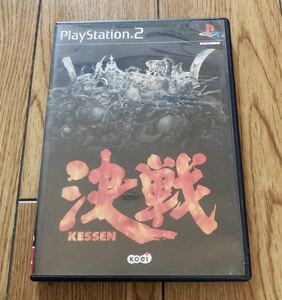 PlayStation.2
決戦
KESSEN
KOEI